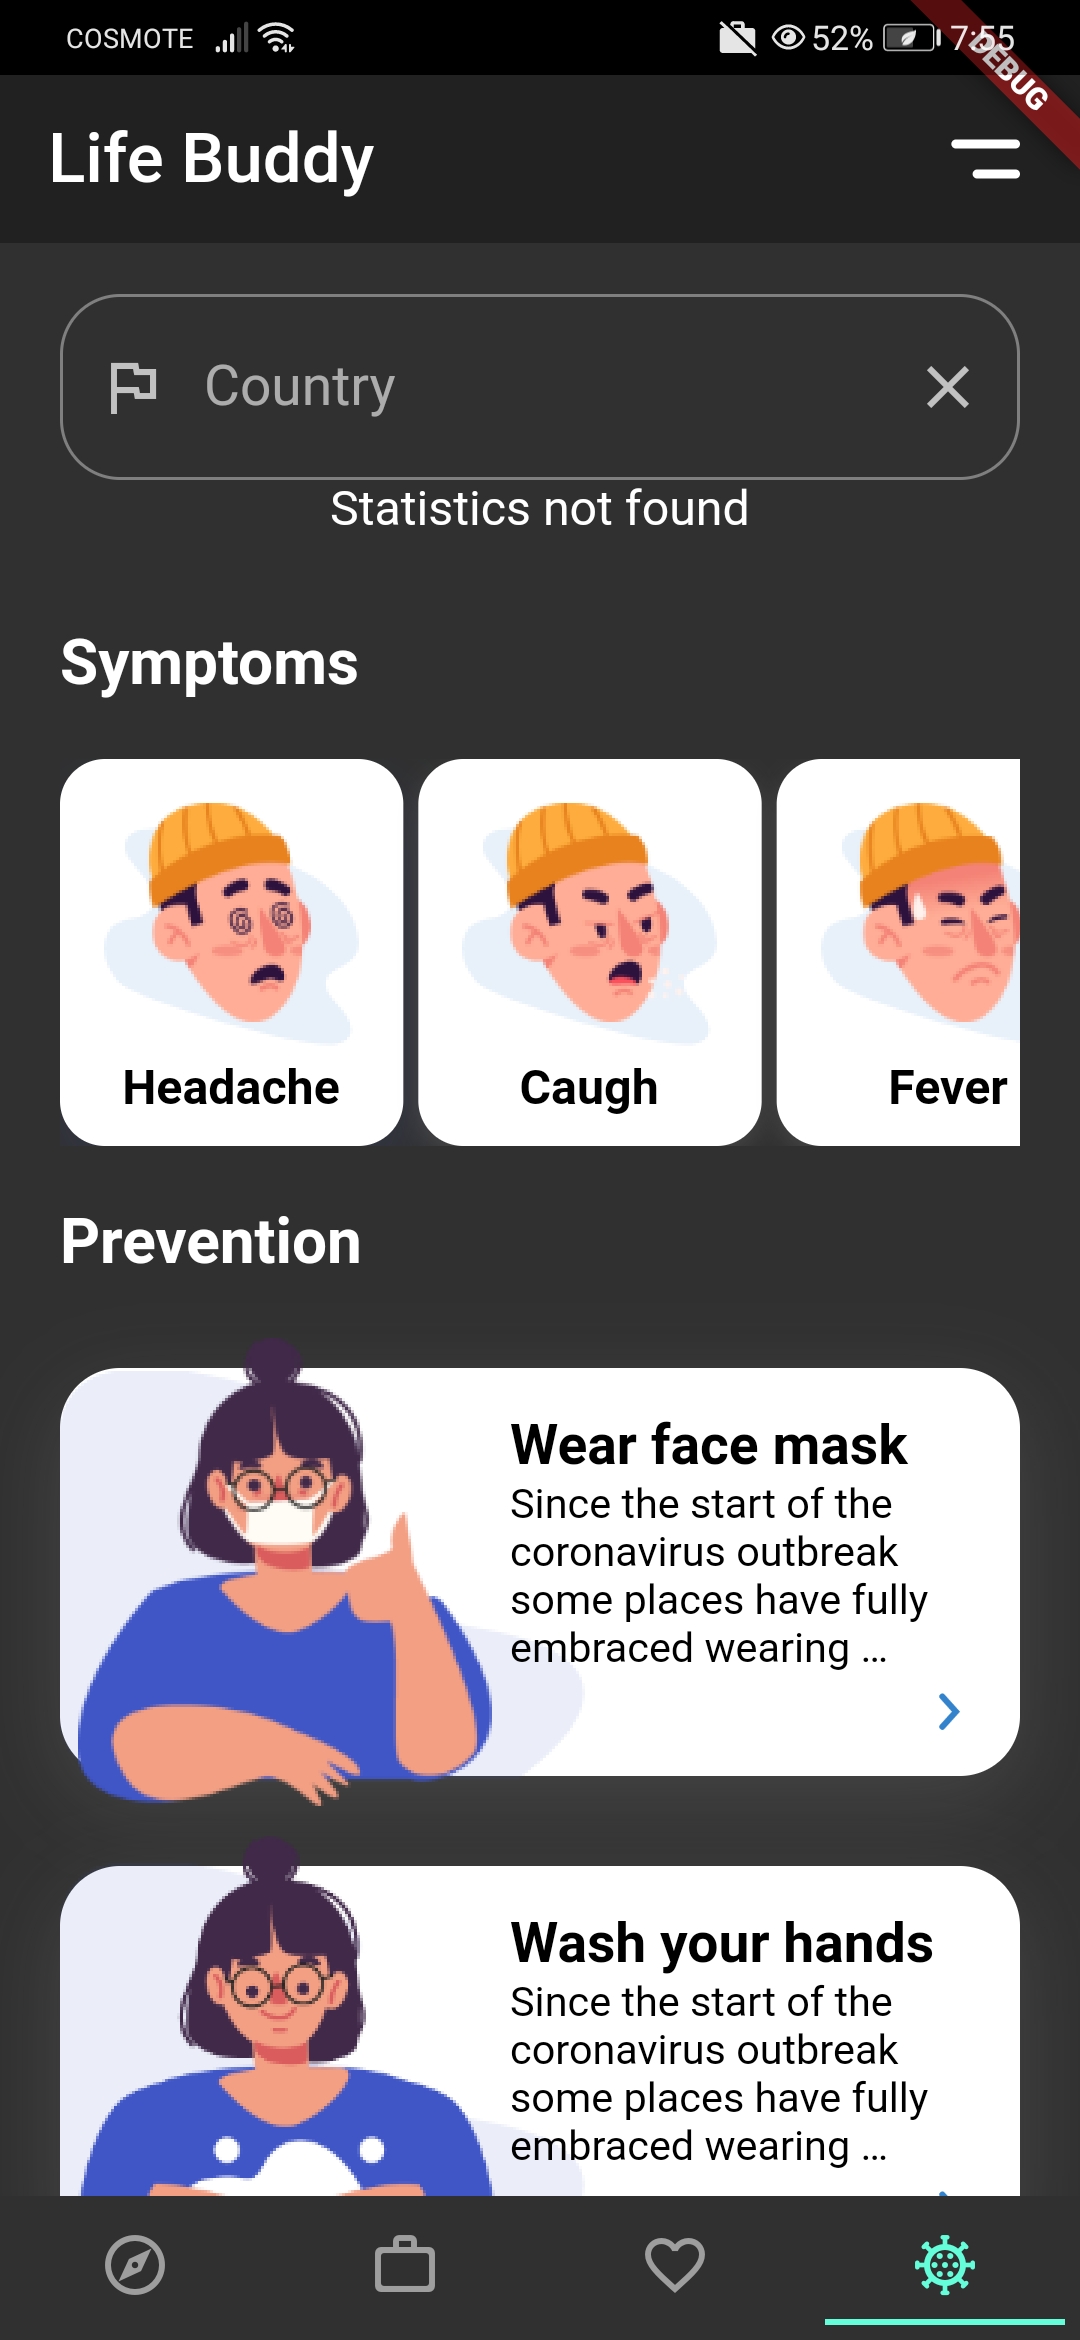 COSMOTE 52% 7:55
DEBUG
Life Buddy
Country
Statistics not found
Symptoms
Headache
Caugh
Fever
Prevention
Wear face mask
Since the start of the
coronavirus outbreak
some places have fully
embraced wearing ...
Wash your hands
Since the start of the
coronavirus outbreak
some places have fully
embraced wearing ...